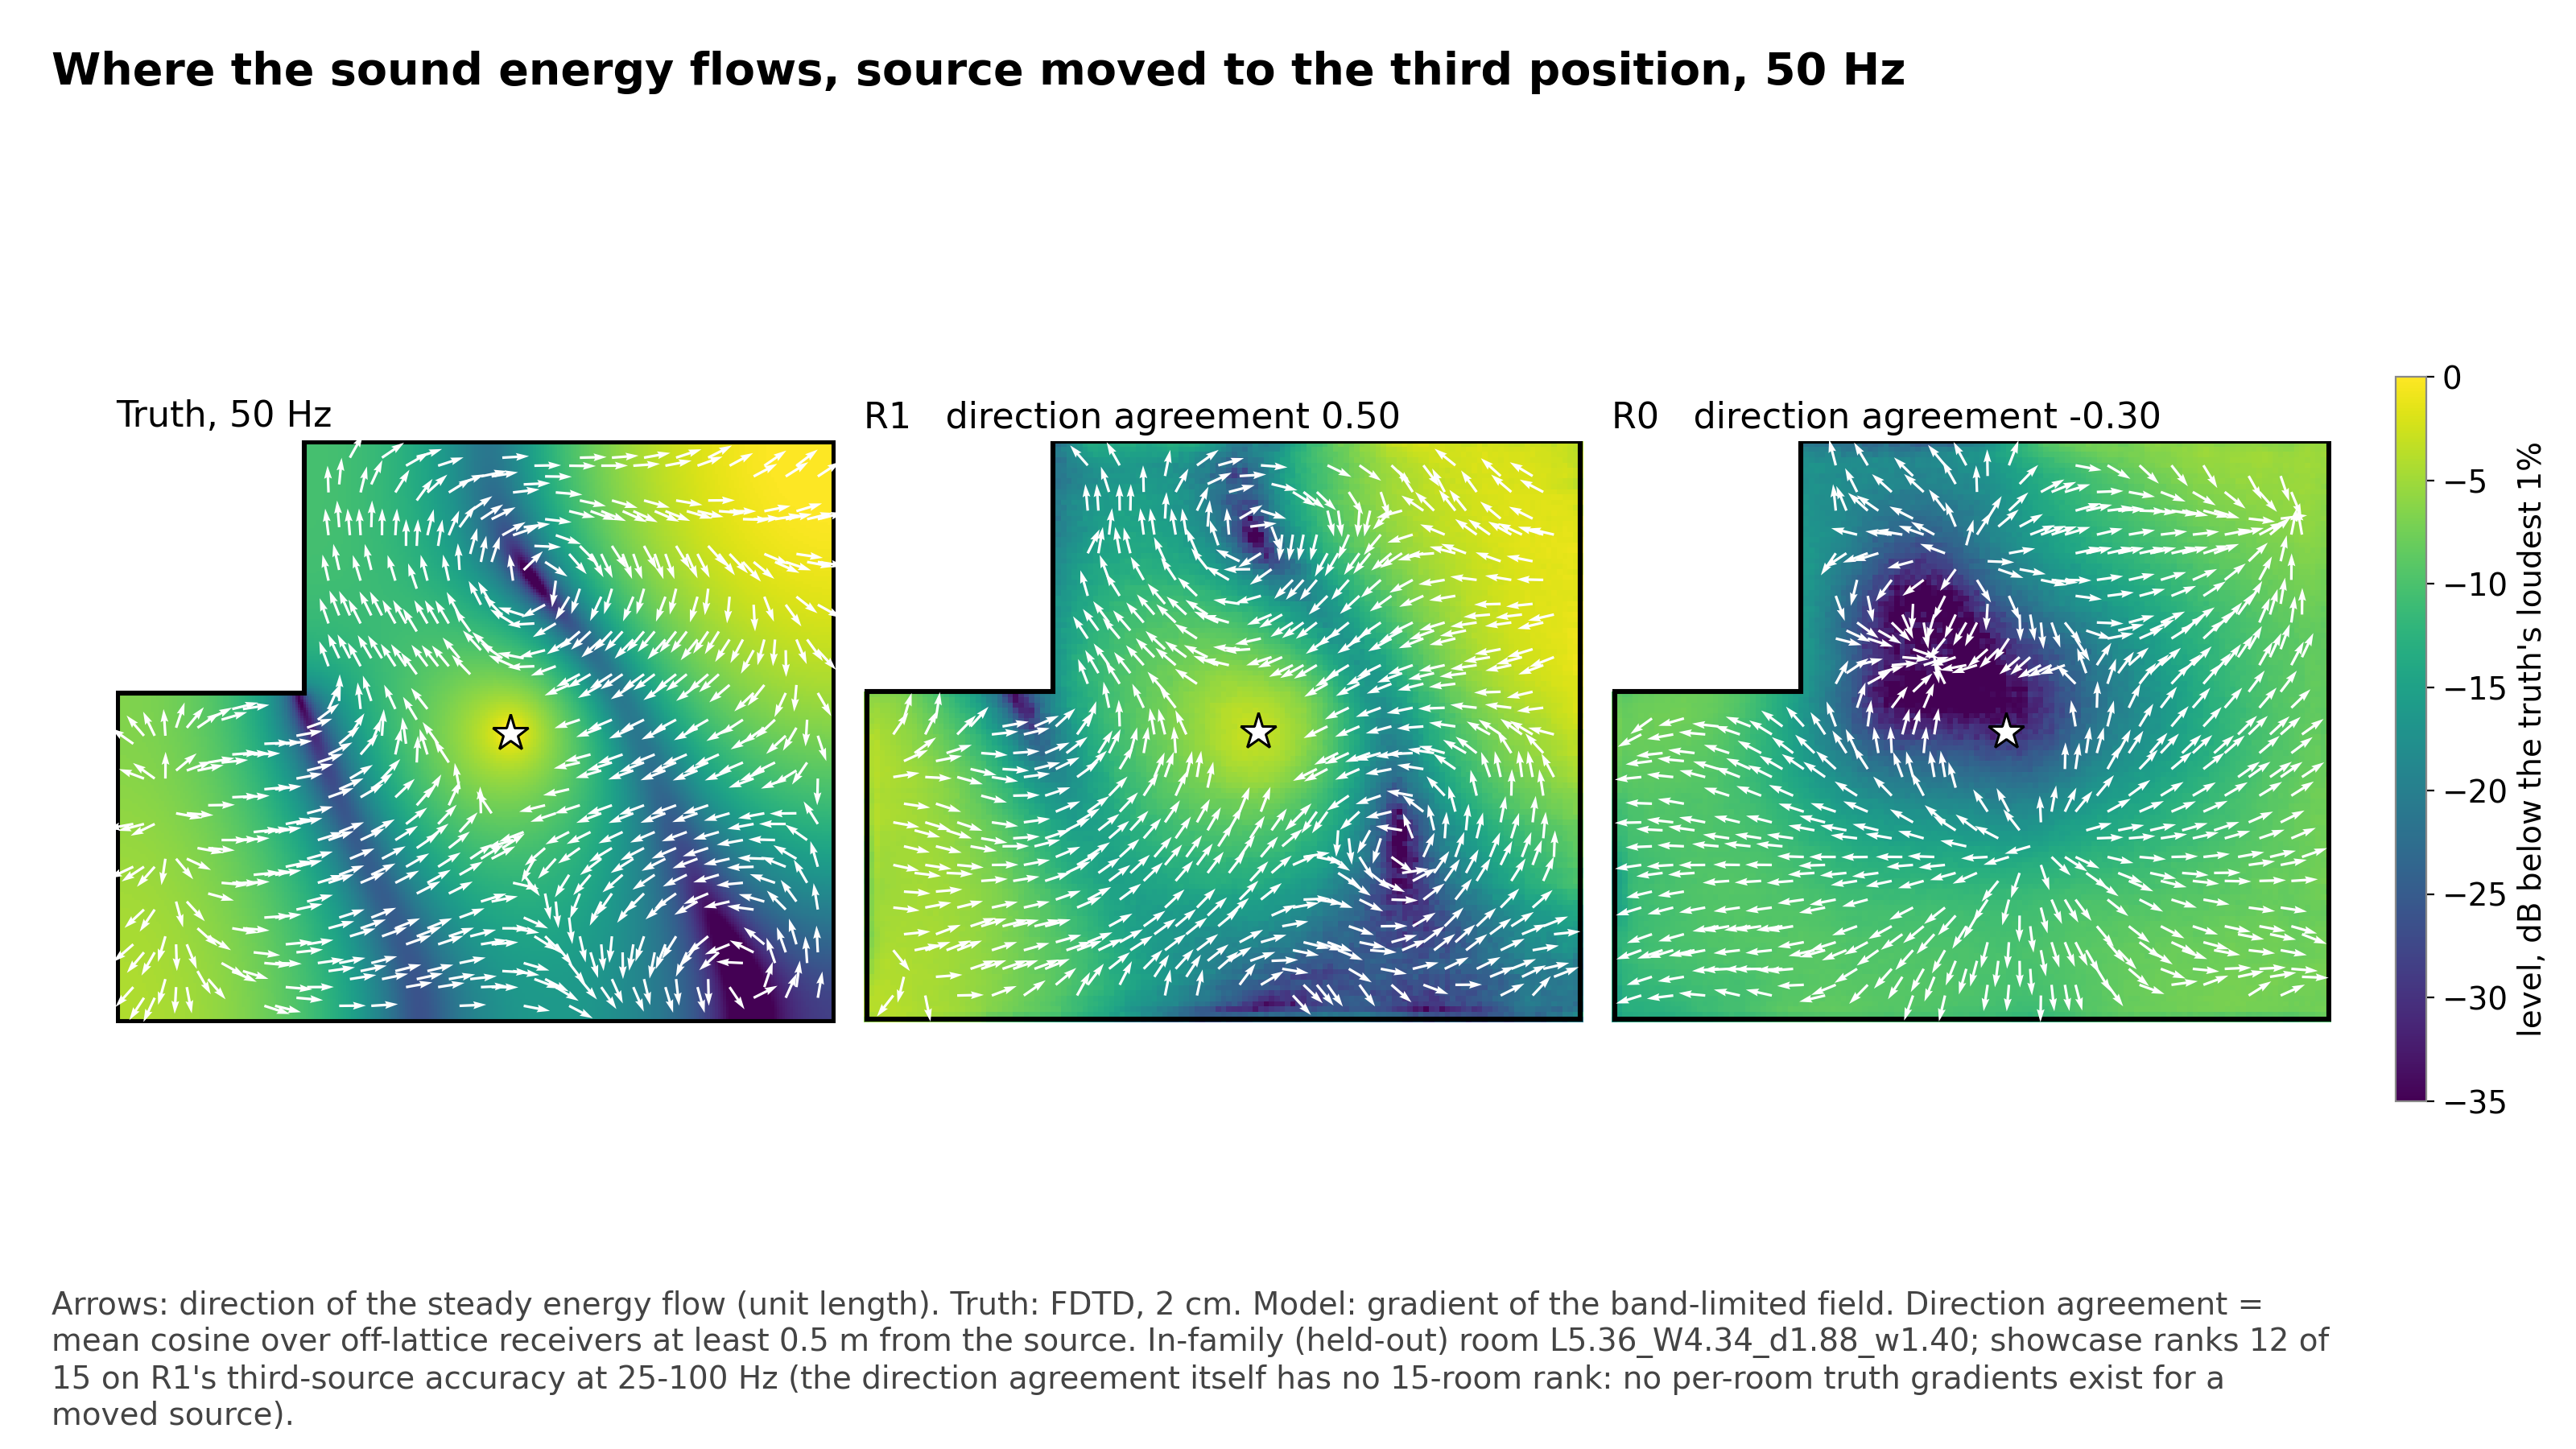 Where the sound energy flows, source moved to the third position, 50 Hz
Truth, 50 Hz
R1 direction agreement 0.50
R0 direction agreement -0.30
0
−5
−10
−15
−20
−25
−30
−35
level, dB below the truth's loudest 1%
Arrows: direction of the steady energy flow (unit length). Truth: FDTD, 2 cm. Model: gradient of the band-limited field. Direction agreement =
mean cosine over off-lattice receivers at least 0.5 m from the source. In-family (held-out) room L5.36_W4.34_d1.88_w1.40; showcase ranks 12 of
15 on R1's third-source accuracy at 25-100 Hz (the direction agreement itself has no 15-room rank: no per-room truth gradients exist for a
moved source).